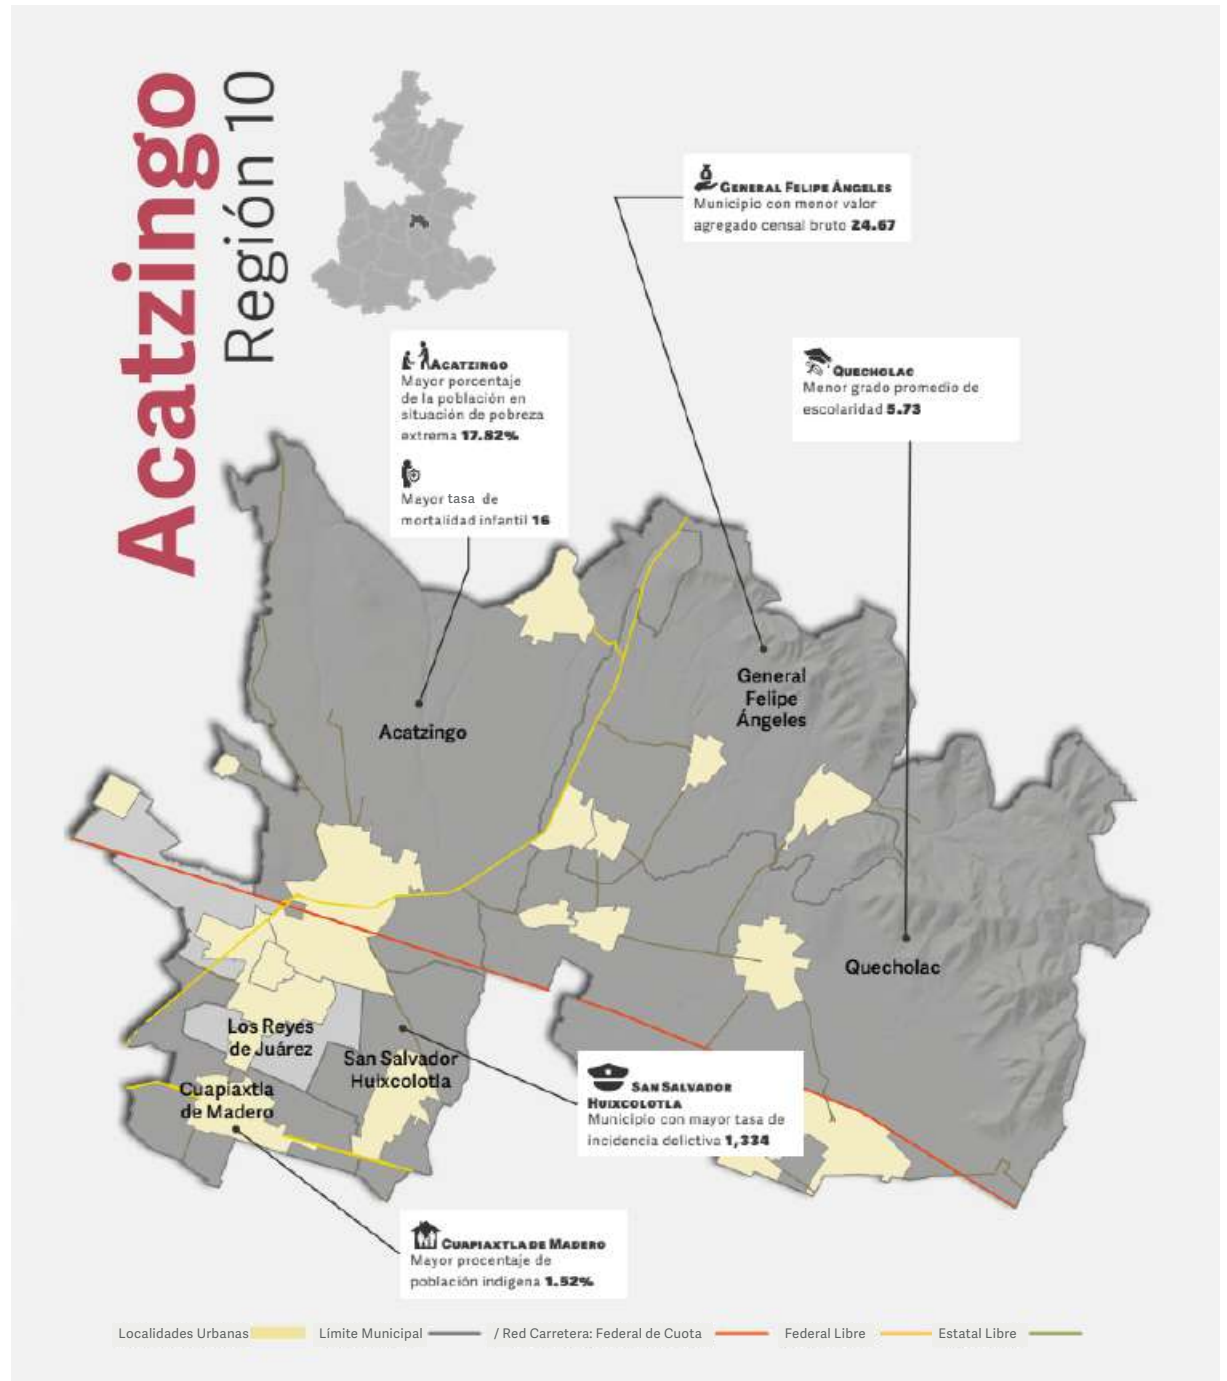 Acatzingo
Región 10
GENERAL FELIPE ÁNGELES
Municipio con menor valor
agregado censal bruto 24.67
ACATZINGO
Mayor porcentaje
de la población en
situación de pobreza
extrema 17.82%
Mayor tasa de
mortalidad infantil 16
QUECHOLAC
Menor grado promedio de
escolaridad 5.73
General
Felipe
Ángeles
Acatzingo
Quecholac
Los Reyes
de Juárez
San Salvador
Huixcolotla
Cuapiaxtla
de Madero
SAN SALVADOR
HUIXCOLOTLA
Municipio con mayor tasa de
incidencia delictiva 1,334
CUAPIAXTLA DE MADERO
Mayor procentaje de
población indígena 1.52%
Localidades Urbanas Límite Municipal / Red Carretera: Federal de Cuota Federal Libre Estatal Libre